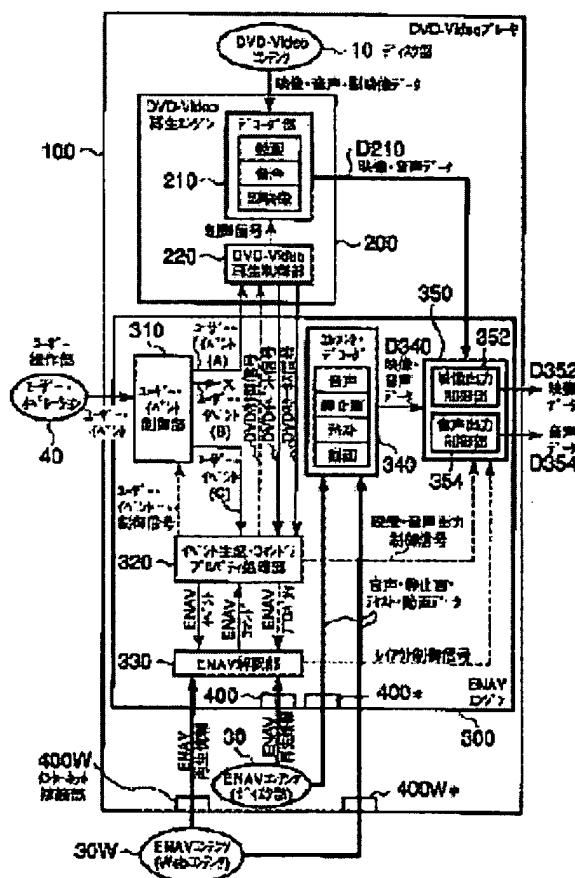 DVD-Videoプレーヤ
DVD-Video
コンテンツ
10 ディスク部
映像・音声・副映像データ
DVD-Video
再生エンジン
デコーダ部
100
動画
音声
副映像
210
D210
映像・音声データ
制御信号
220
DVD-Video
再生制御部
200
350
310
ユーザー
操作部
ユーザー・
イベント
制御部
ユーザー
イベント
(A)
エレメント・
デコーダ
D340
映像・
音声
データ
352
映像出力
制御部
D352
映像
データ
ユーザー・
オペレーション
ユーザー・イベント
40
ユーザー
イベント
(B)
音声
静止画
テキスト
動画
音声出力
制御部
音声
データ
D354
340
354
ユーザー
イベント
(C)
ユーザー・
イベント・
制御信号
映像・音声出力
制御信号
320
イベント生成・コマンド/
プロパティ処理部
音声・静止画・
テキスト・動画データ
ENAV
イベント
ENAV
コマンド
ENAV
プロパティ
330
ENAV解釈部
レイアウト制御信号
400
400*
ENAV
エンジン
300
ENAV
再生情報
ENAV
再生情報
30
400W
インターネット
接続部
ENAVコンテンツ
(ディスク部)
400W*
30W
ENAVコンテンツ
(Webコンテンツ)